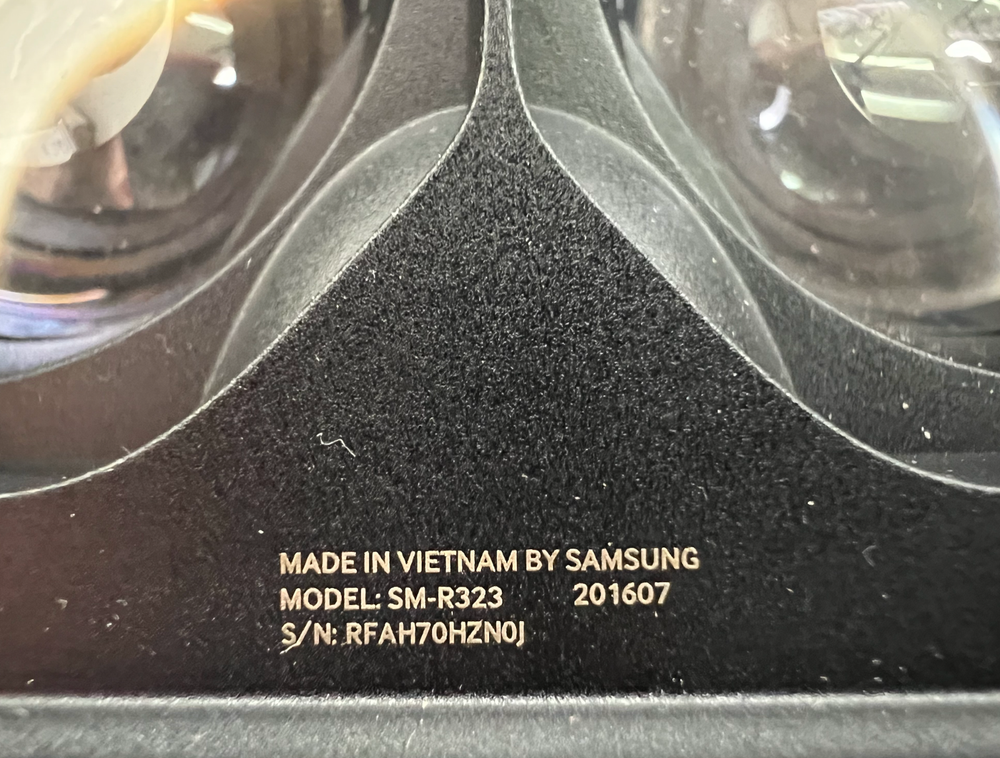 MADE IN VIETNAM BY SAMSUNG
MODEL: SM-R323 201607
S/N: RFAH70HZN0J